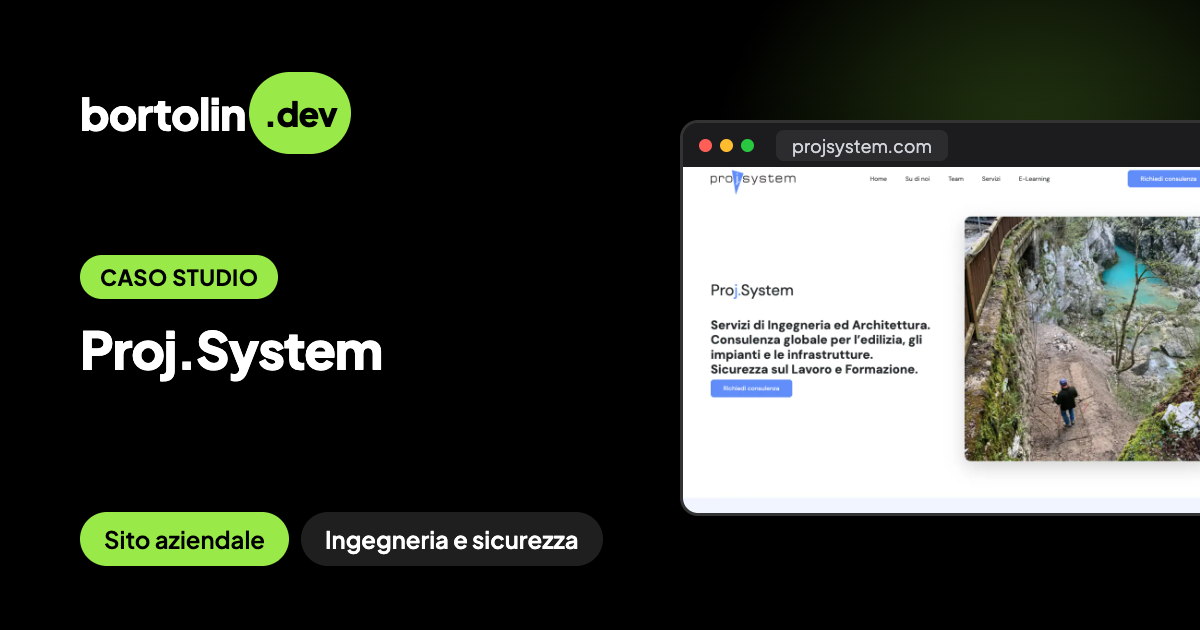 bortolin .dev
CASO STUDIO
Proj.System
Sito aziendale
Ingegneria e sicurezza
projsystem.com
proj.system
Home Su di noi Team Servizi E-Learning Richiedi consulenza
Proj.System
Servizi di Ingegneria ed Architettura.
Consulenza globale per l'edilizia, gli
impianti e le infrastrutture.
Sicurezza sul Lavoro e Formazione.
Richiedi consulenza